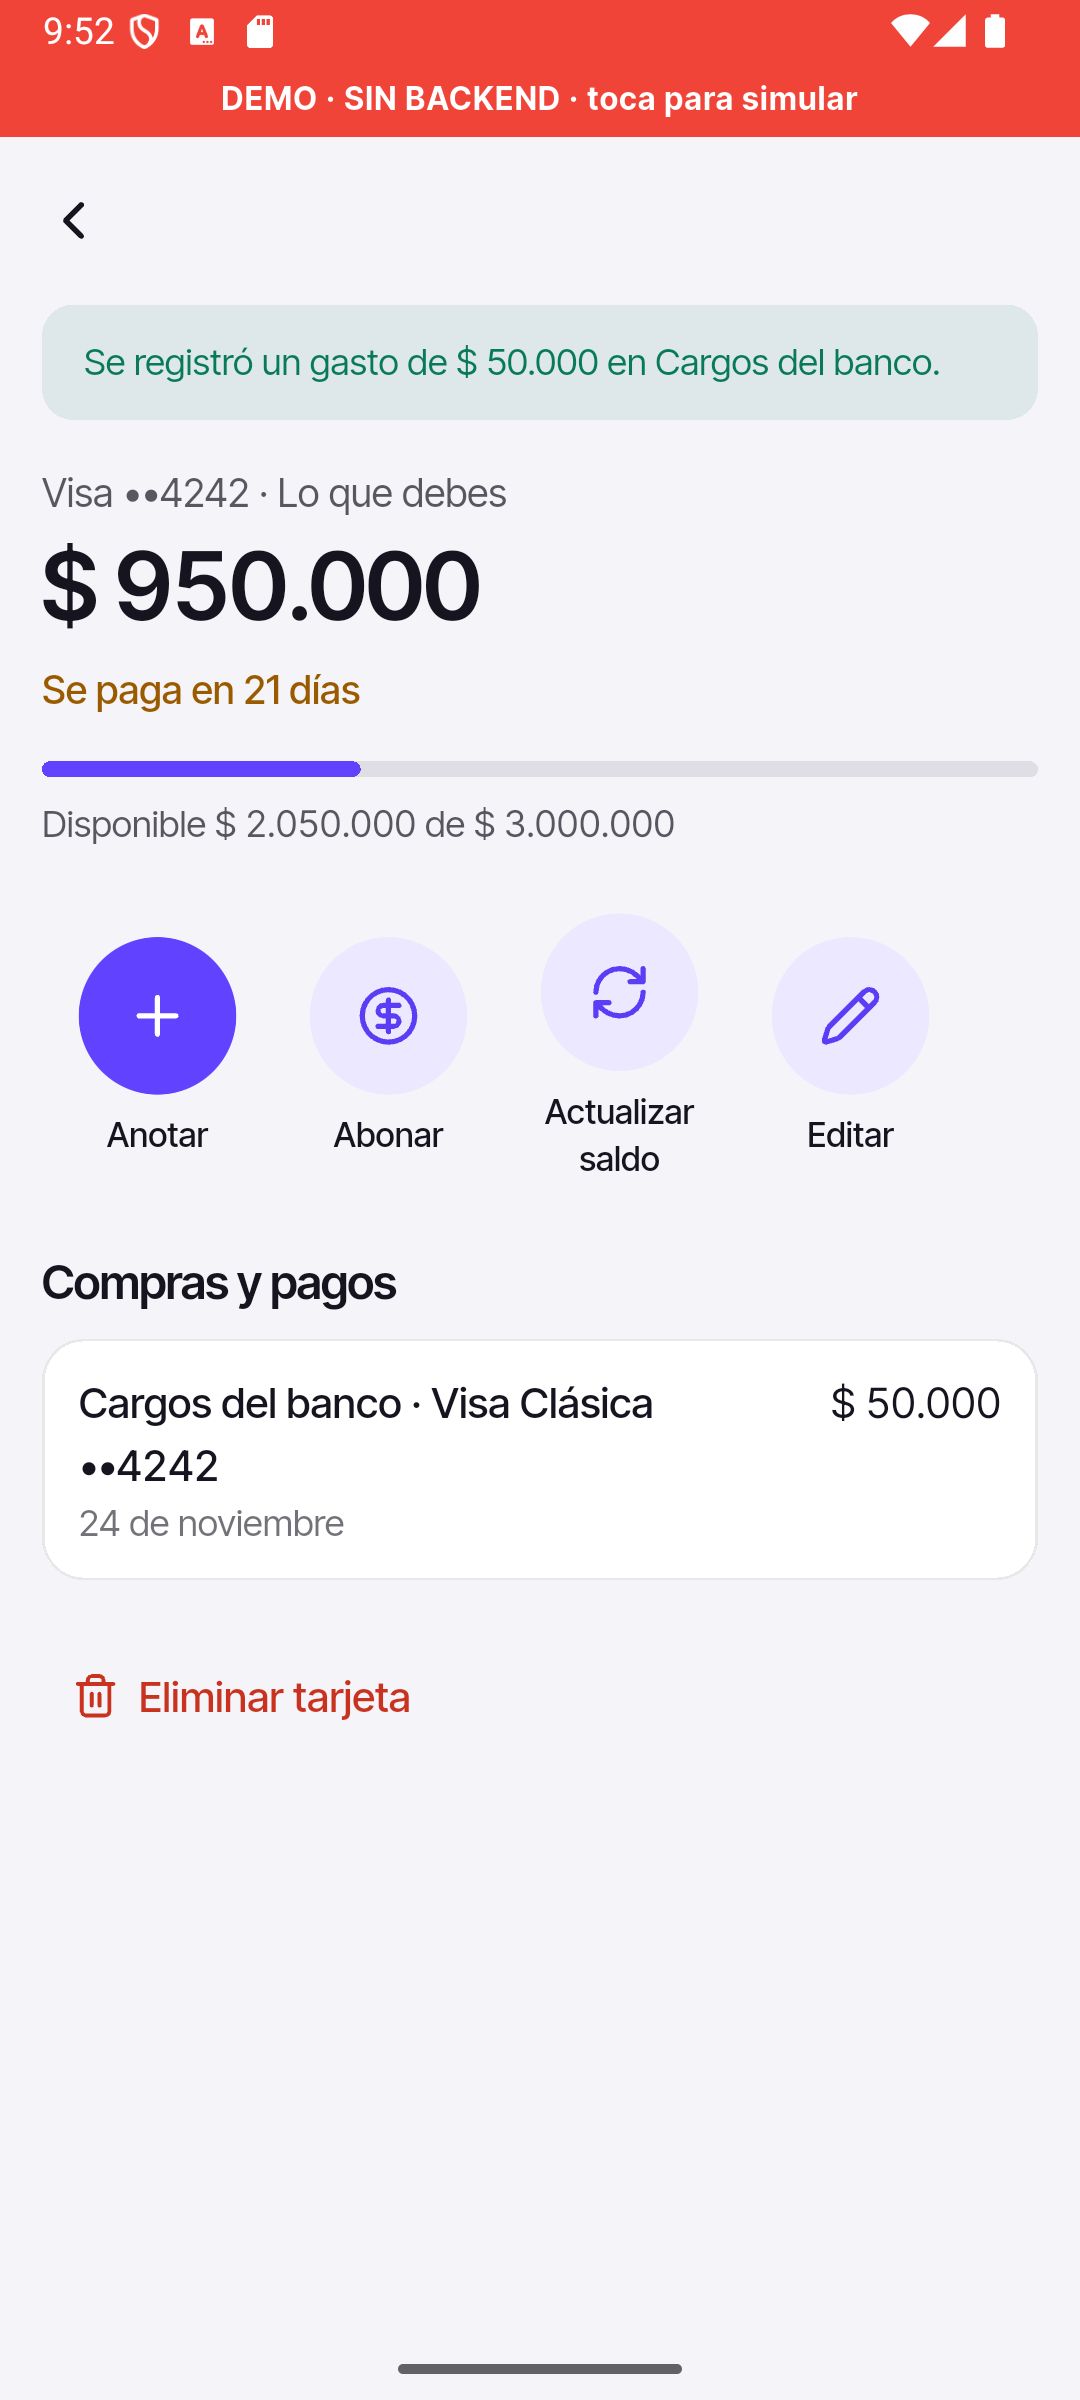 9:52
DEMO · SIN BACKEND · toca para simular
Se registró un gasto de $ 50.000 en Cargos del banco.
Visa ••4242 · Lo que debes
$ 950.000
Se paga en 21 días
Disponible $ 2.050.000 de $ 3.000.000
Anotar
Abonar
Actualizar
saldo
Editar
Compras y pagos
Cargos del banco · Visa Clásica $ 50.000
••4242
24 de noviembre
Eliminar tarjeta